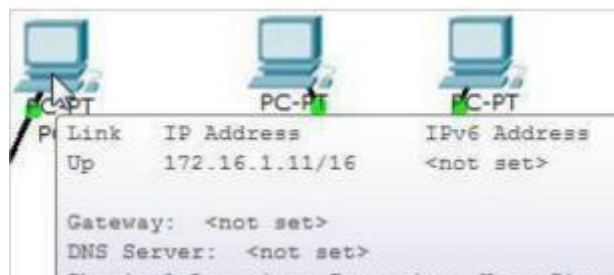 PC-PT PC-PT PC-PT
Link IP Address IPv6 Address
Up 172.16.1.11/16 <not set>
Gateway: <not set>
DNS Server: <not set>